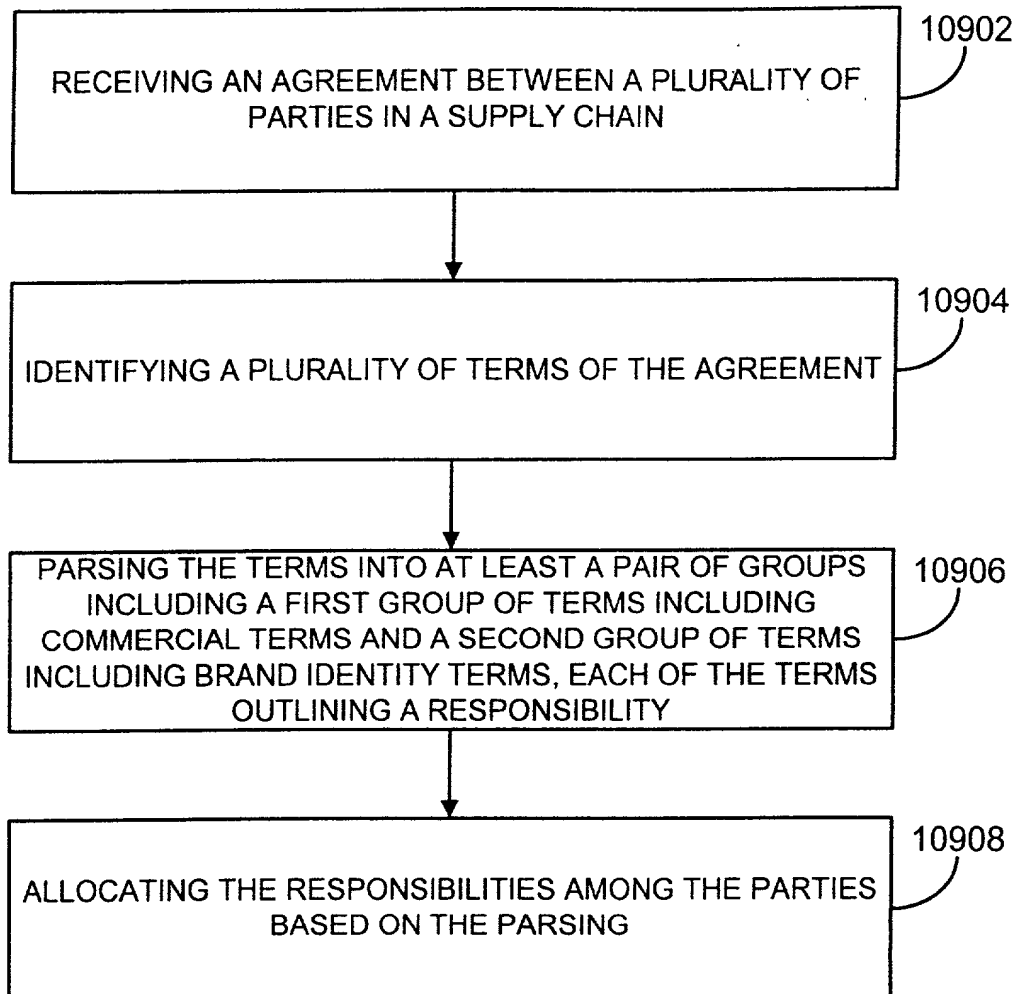 10902
RECEIVING AN AGREEMENT BETWEEN A PLURALITY OF
PARTIES IN A SUPPLY CHAIN
10904
IDENTIFYING A PLURALITY OF TERMS OF THE AGREEMENT
10906
PARSING THE TERMS INTO AT LEAST A PAIR OF GROUPS
INCLUDING A FIRST GROUP OF TERMS INCLUDING
COMMERCIAL TERMS AND A SECOND GROUP OF TERMS
INCLUDING BRAND IDENTITY TERMS, EACH OF THE TERMS
OUTLINING A RESPONSIBILITY
10908
ALLOCATING THE RESPONSIBILITIES AMONG THE PARTIES
BASED ON THE PARSING